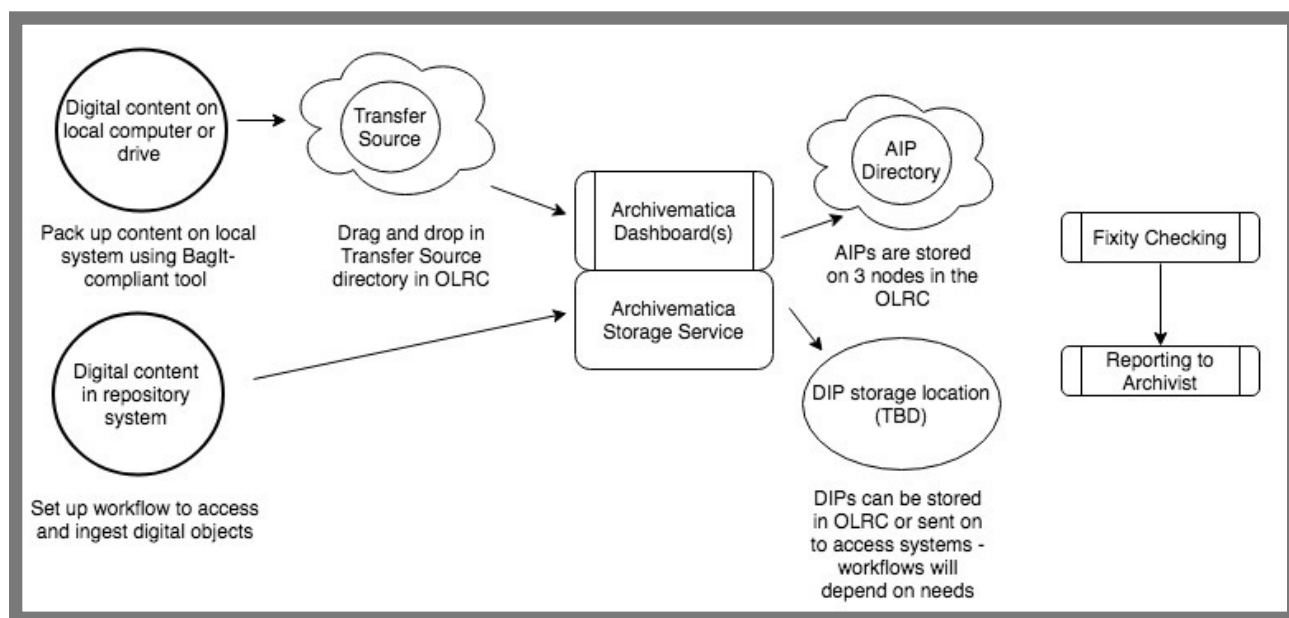 Digital content on
local computer or
drive
Pack up content on local
system using BagIt-
compliant tool
Transfer
Source
Drag and drop in
Transfer Source
directory in OLRC
Digital content
in repository
system
Set up workflow to access
and ingest digital objects
Archivematica
Dashboard(s)
Archivematica
Storage Service
AIP
Directory
AIPs are stored
on 3 nodes in the
OLRC
DIP storage location
(TBD)
DIPs can be stored
in OLRC or sent on
to access systems -
workflows will
depend on needs
Fixity Checking
Reporting to
Archivist